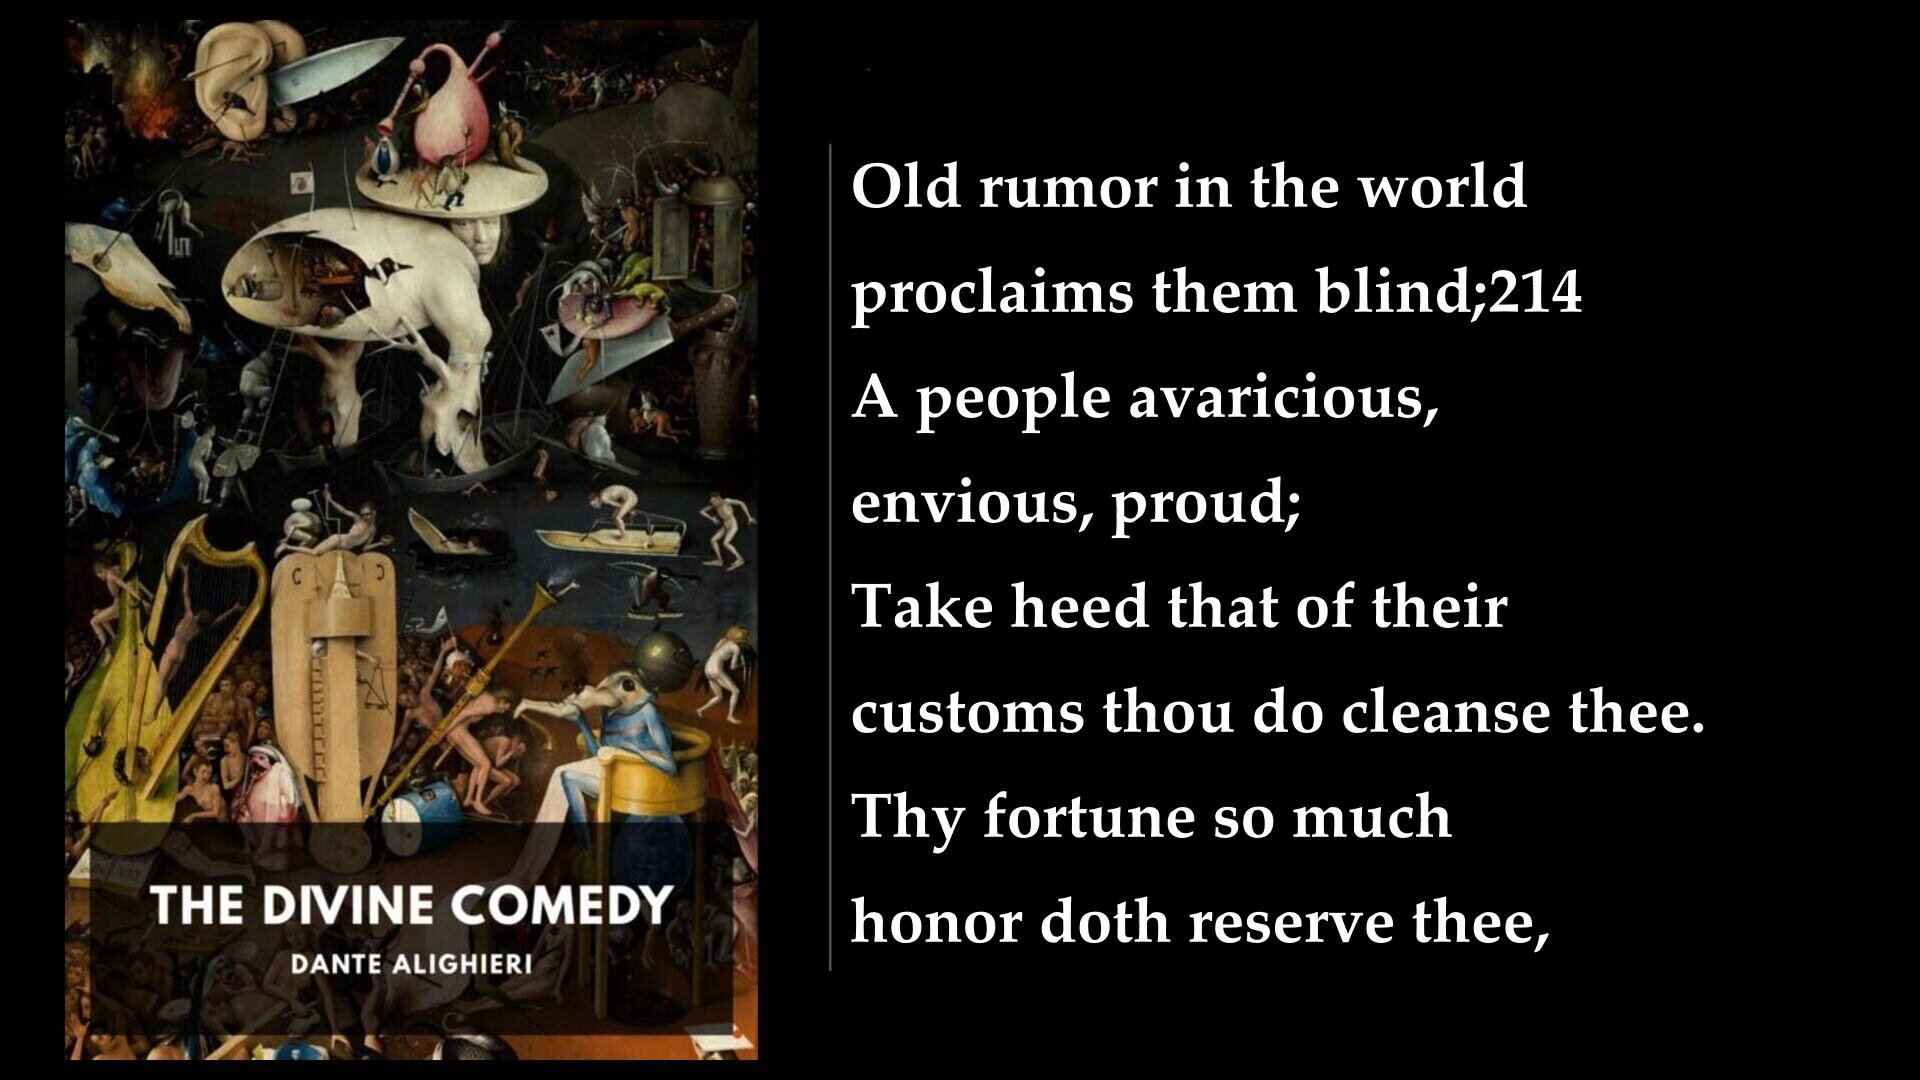 Old rumor in the world
proclaims them blind;214
A people avaricious,
envious, proud;
Take heed that of their
customs thou do cleanse thee.
Thy fortune so much
honor doth reserve thee,
THE DIVINE COMEDY
DANTE ALIGHIERI